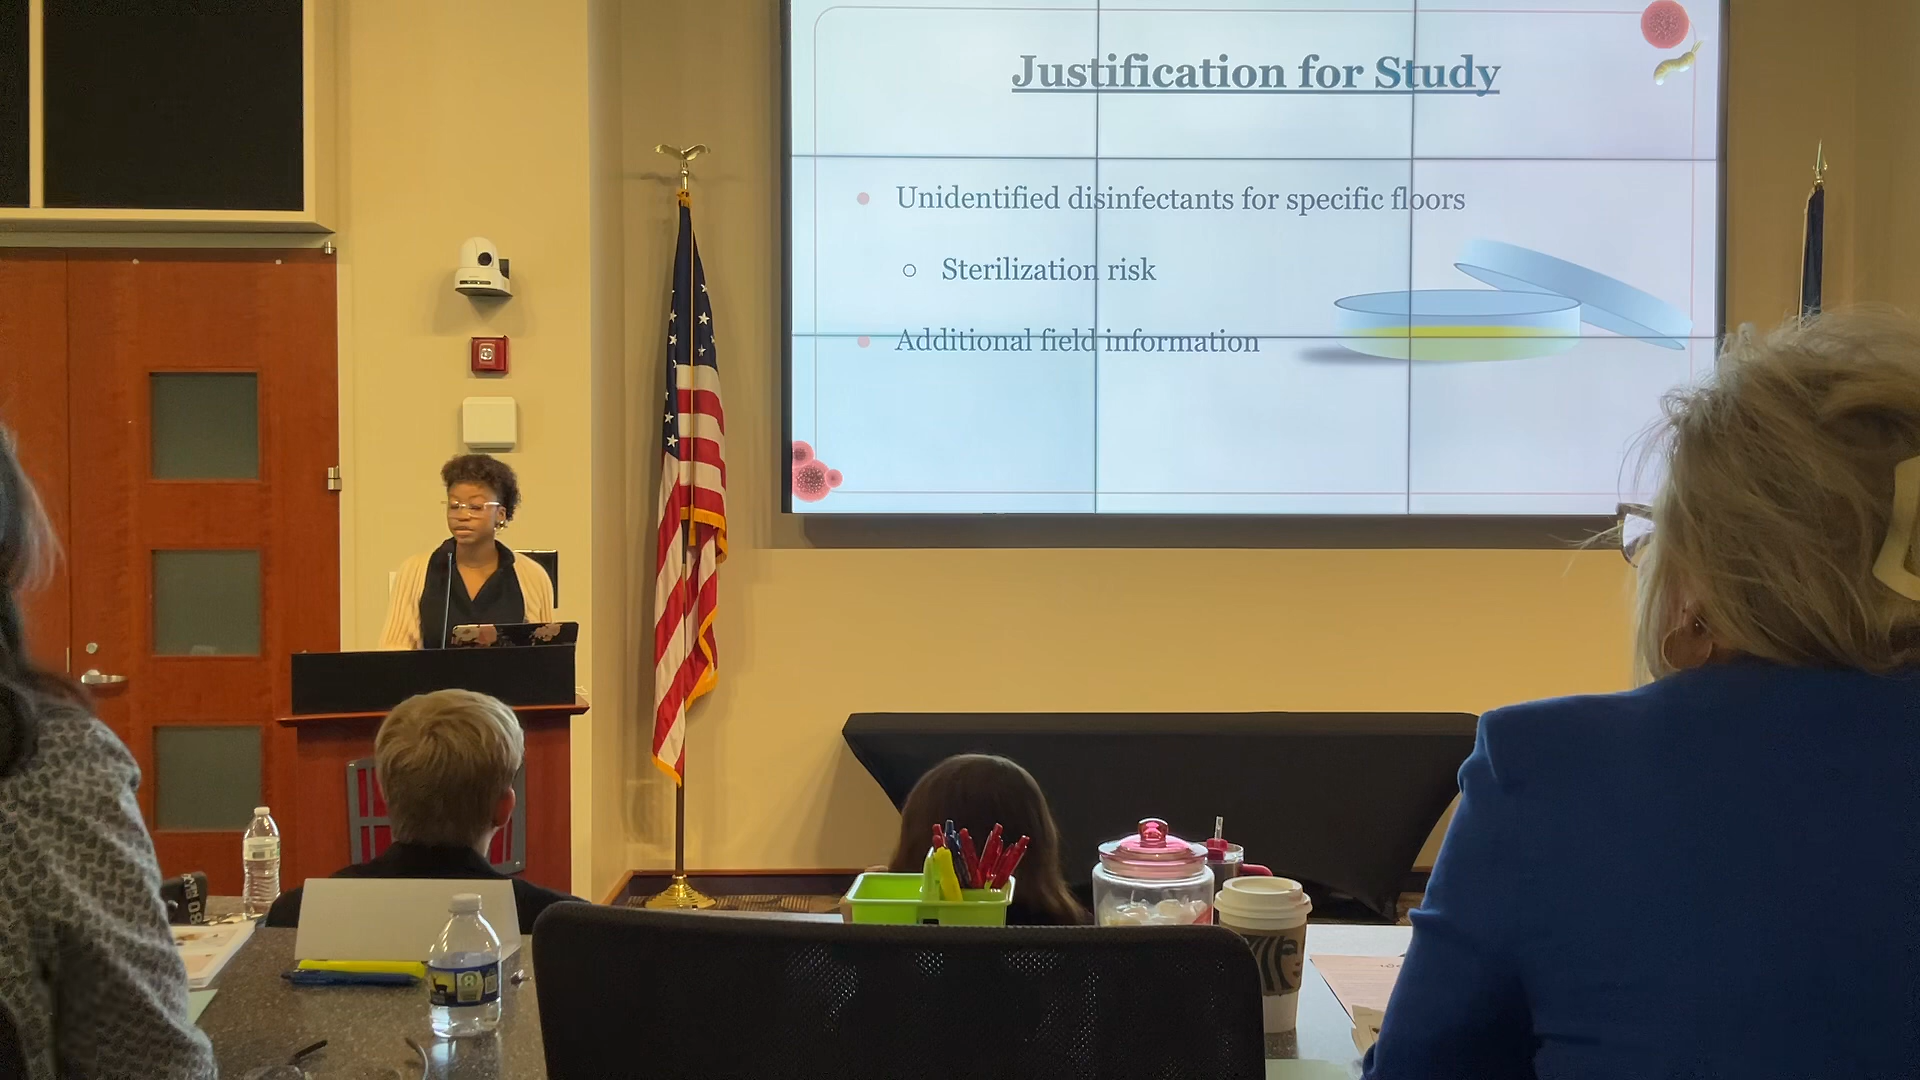 Justification for Study
Unidentified disinfectants for specific floors
Sterilization risk
Additional field information